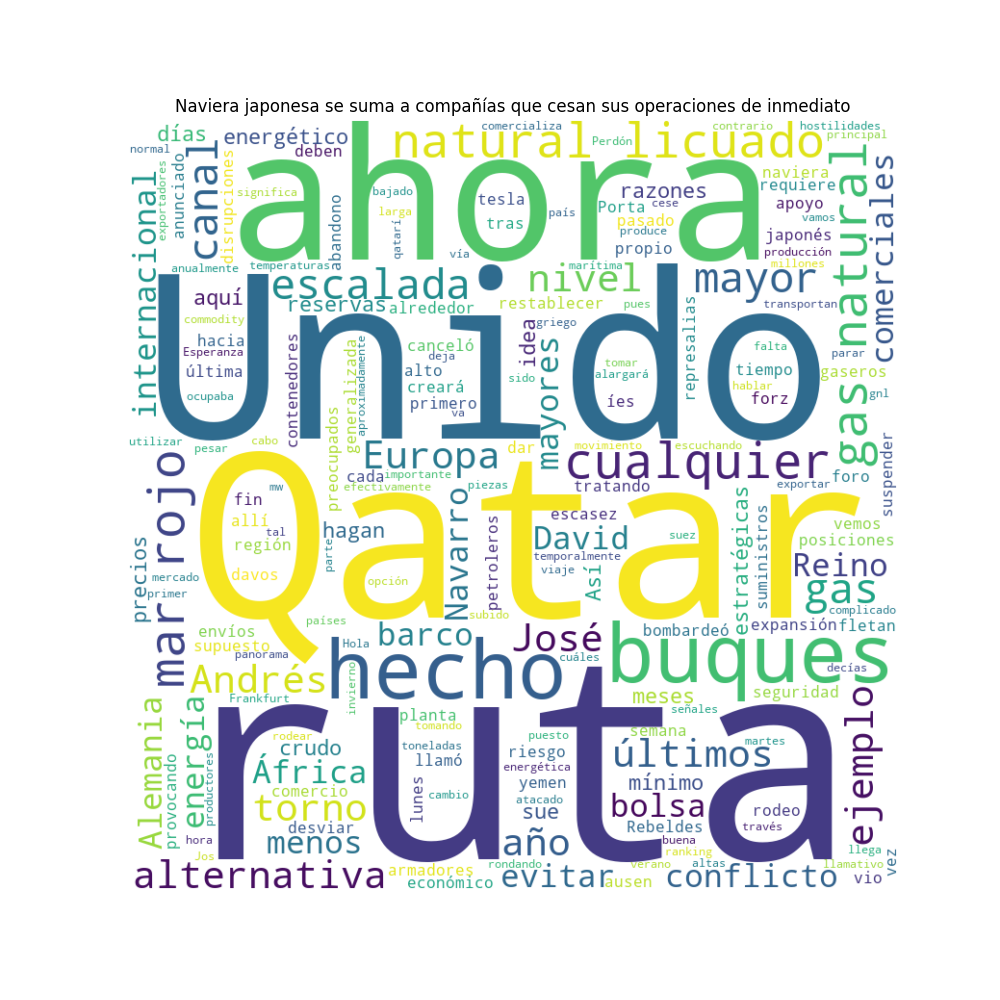 Naviera japonesa se suma a compañías que cesan sus operaciones de inmediato
comercializa
contrario
hostilidades
días
energético
natural licuado
Perdón
principal
normal
deben
ahora
naviera
exportadores
anunciado
canal
disrupciones
significa
abandono
bajado
tesla
país
razones
requiere
larga
tras
cese
Porta
pasado
apoyo
vamos
qatarí
vía
produce
propio
japonés
producción
anualmente
temperaturas
marítima
millones
internacional
escalada
nivel
mayor
gas natural
comerciales
aquí
reservas
alrededor
restablecer
pues
represalias
transportan
commodity
Unido
griego
idea
hacia
Esperanza
contenedores
generalizada
aproximadamente
canceló
deja
alto
tomar
falta
parar
última
creará
sido
alargará
tiempo
gaseros
ocupaba
primero
va
mayores
íes
hablar
forz
gnl
utilizar
pesar
cabo
preocupados
Europa
dar
movimiento
escuchando
cualquier
suspender
cada
importante
efectivamente
piezas
tratando
exportar
foro
mar rojo
mw
fin
Qatar
allí
tal
hagan
Navarro
petroleros
escasez
David
suez
estratégicas
suministros
vemos
posiciones
región
parte
temporalmente
Así
Reino
precios
mercado
davos
opción
viaje
gas
primer
países
subido
complicado
envíos
barco
José
bombardeó
expansión
fletan
supuesto
Hola
panorama
hecho
cuáles
buques
decías
Andrés
invierno
Frankfurt
meses
seguridad
Alemania
energía
planta
puesto
señales
ejemplo
tomando
semana
rodear
crudo
toneladas
riesgo
martes
provocando
productores
llamó
energética
últimos
África
yemen
atacado
mínimo
comercio
lunes
cambio
torno
sue
bolsa
rodeo
desviar
Rebeldes
través
hora
menos
año
buena
llega
vez
Jos
ruta
ranking
armadores
rondando
verano
altas
llamativo
alternativa
económico
evitar
ausen
conflicto
vio